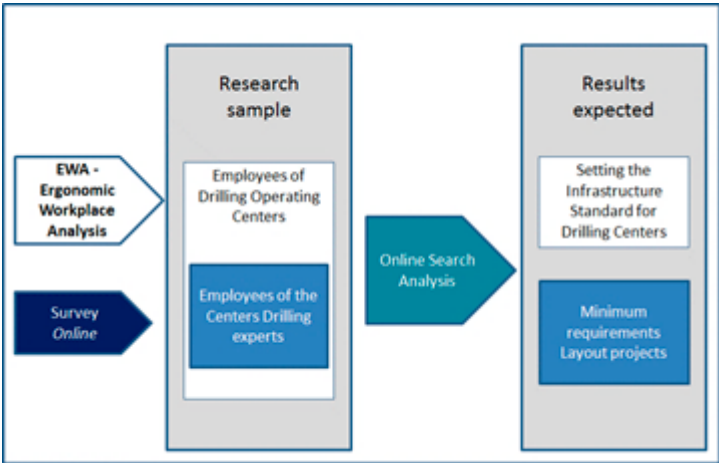 EWA -
Ergonomic
Workplace
Analysis
Survey
Online
Research
sample
Employees of
Drilling Operating
Centers
Employees of the
Centers Drilling
experts
Online Search
Analysis
Results
expected
Setting the
Infrastructure
Standard for
Drilling Centers
Minimum
requirements
Layout projects